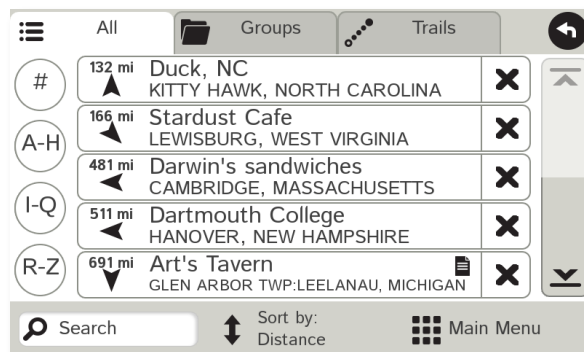 All
Groups
Trails
#
132 mi
Duck, NC
KITTY HAWK, NORTH CAROLINA
A-H
166 mi
Stardust Cafe
LEWISBURG, WEST VIRGINIA
481 mi
Darwin's sandwiches
CAMBRIDGE, MASSACHUSETTS
I-Q
511 mi
Dartmouth College
HANOVER, NEW HAMPSHIRE
R-Z
691 mi
Art's Tavern
GLEN ARBOR TWP:LEELANAU, MICHIGAN
Search
Sort by:
Distance
Main Menu